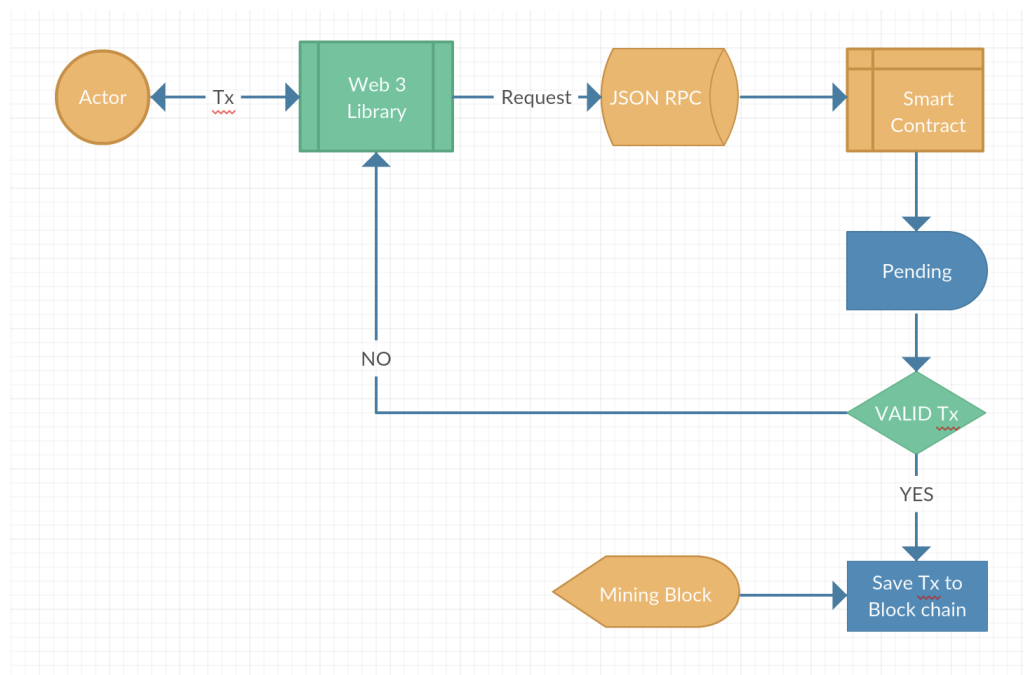 Actor
Tx
Web 3
Library
Request
JSON RPC
Smart
Contract
Pending
NO
VALID Tx
YES
Mining Block
Save Tx to
Block chain